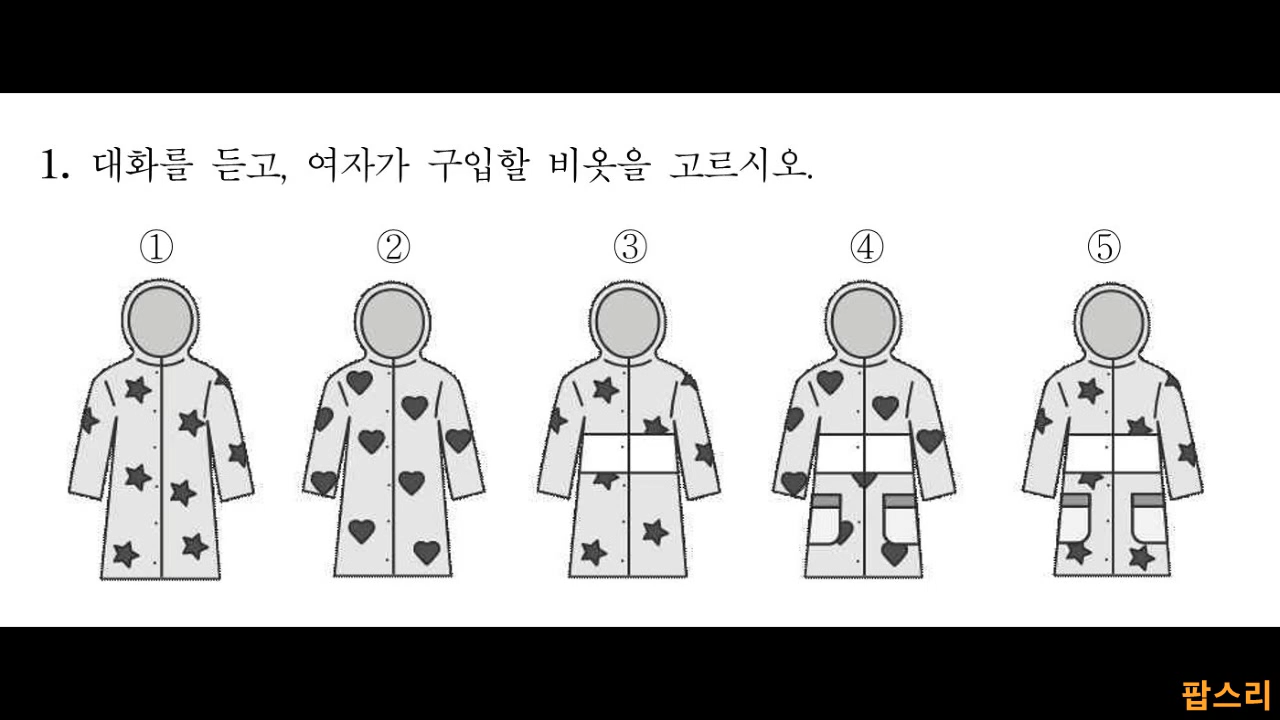 1. 대화를 듣고, 여자가 구입할 비옷을 고르시오.
① ② ③ ④ ⑤
팝스리